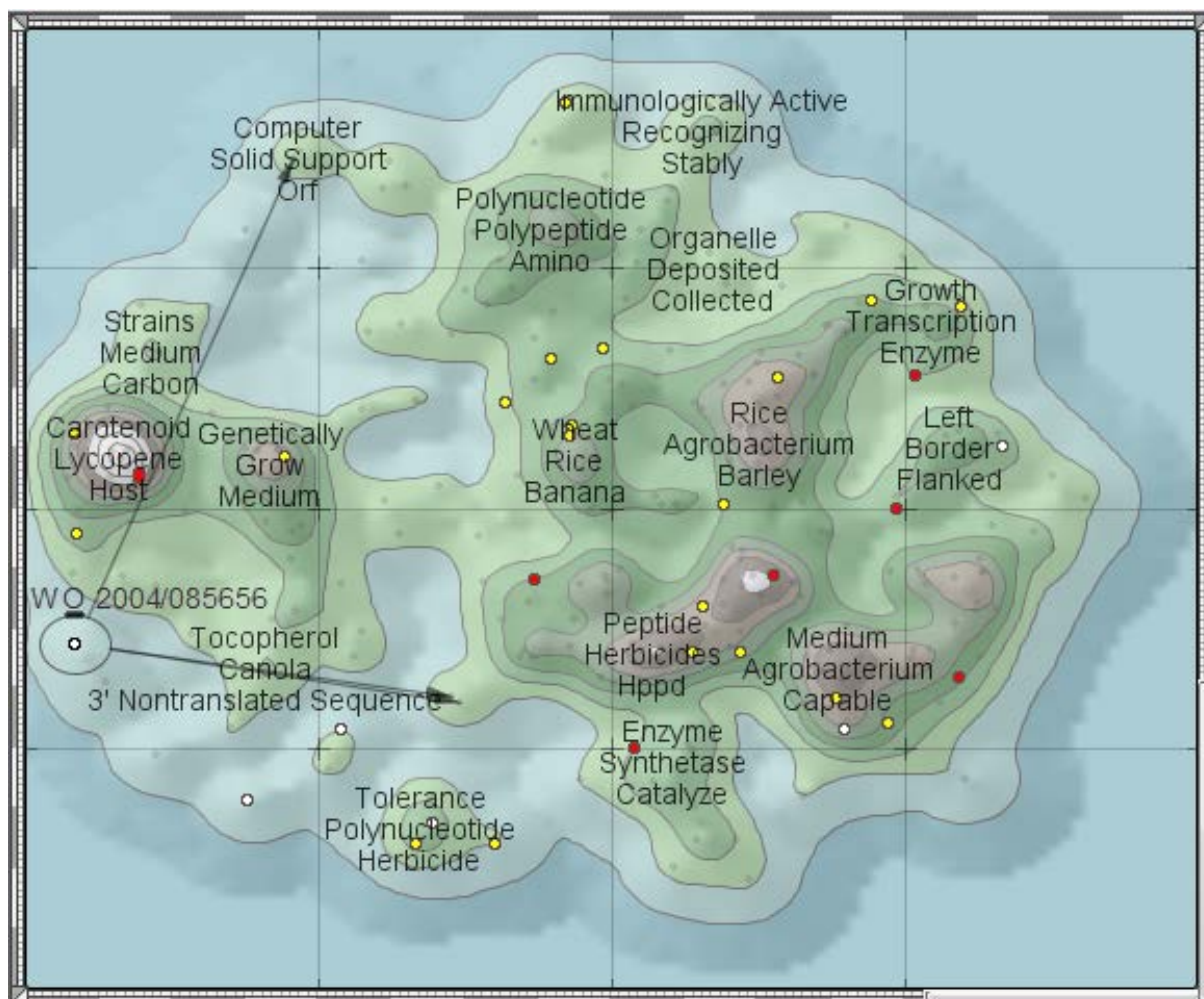 Immunologically Active
Recognizing
Stably
Computer
Solid Support
Orf
Polynucleotide
Polypeptide
Amino
Organelle
Deposited
Collected
Growth
Transcription
Enzyme
Strains
Medium
Carbon
Carotenoid
Lycopene
Host
Genetically
Grow
Medium
Wheat
Rice
Banana
Rice
Agrobacterium
Barley
Left
Border
Flanked
WO 2004/085656
Tocopherol
Canola
3' Nontranslated Sequence
Peptide
Herbicides
Hppd
Medium
Agrobacterium
Capable
Enzyme
Synthetase
Catalyze
Tolerance
Polynucleotide
Herbicide